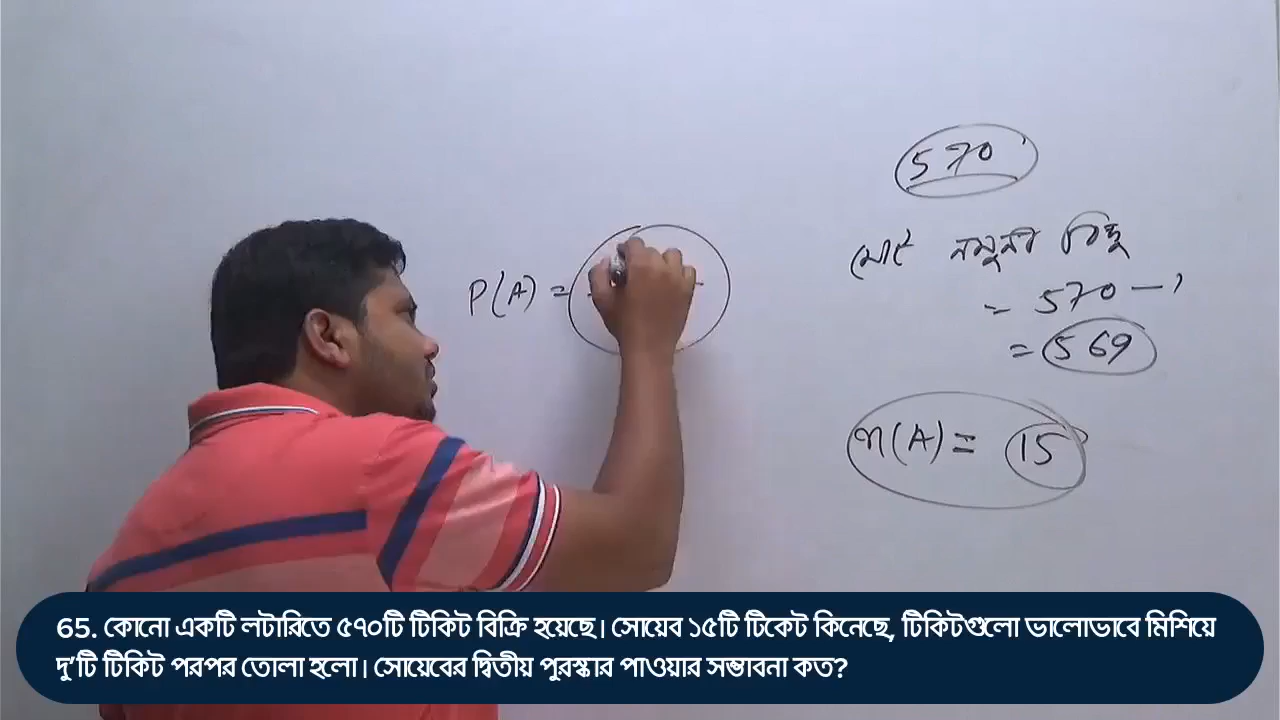 570
মোট নমুনা বিন্দু
= 570 - 1
= 569
P(A) =
n(A) = 15
65. কোনো একটি লটারিতে ৫৭০টি টিকিট বিক্রি হয়েছে। সোয়েব ১৫টি টিকেট কিনেছে, টিকিটগুলো ভালোভাবে মিশিয়ে
দু'টি টিকিট পরপর তোলা হলো। সোয়েবের দ্বিতীয় পুরস্কার পাওয়ার সম্ভাবনা কত?